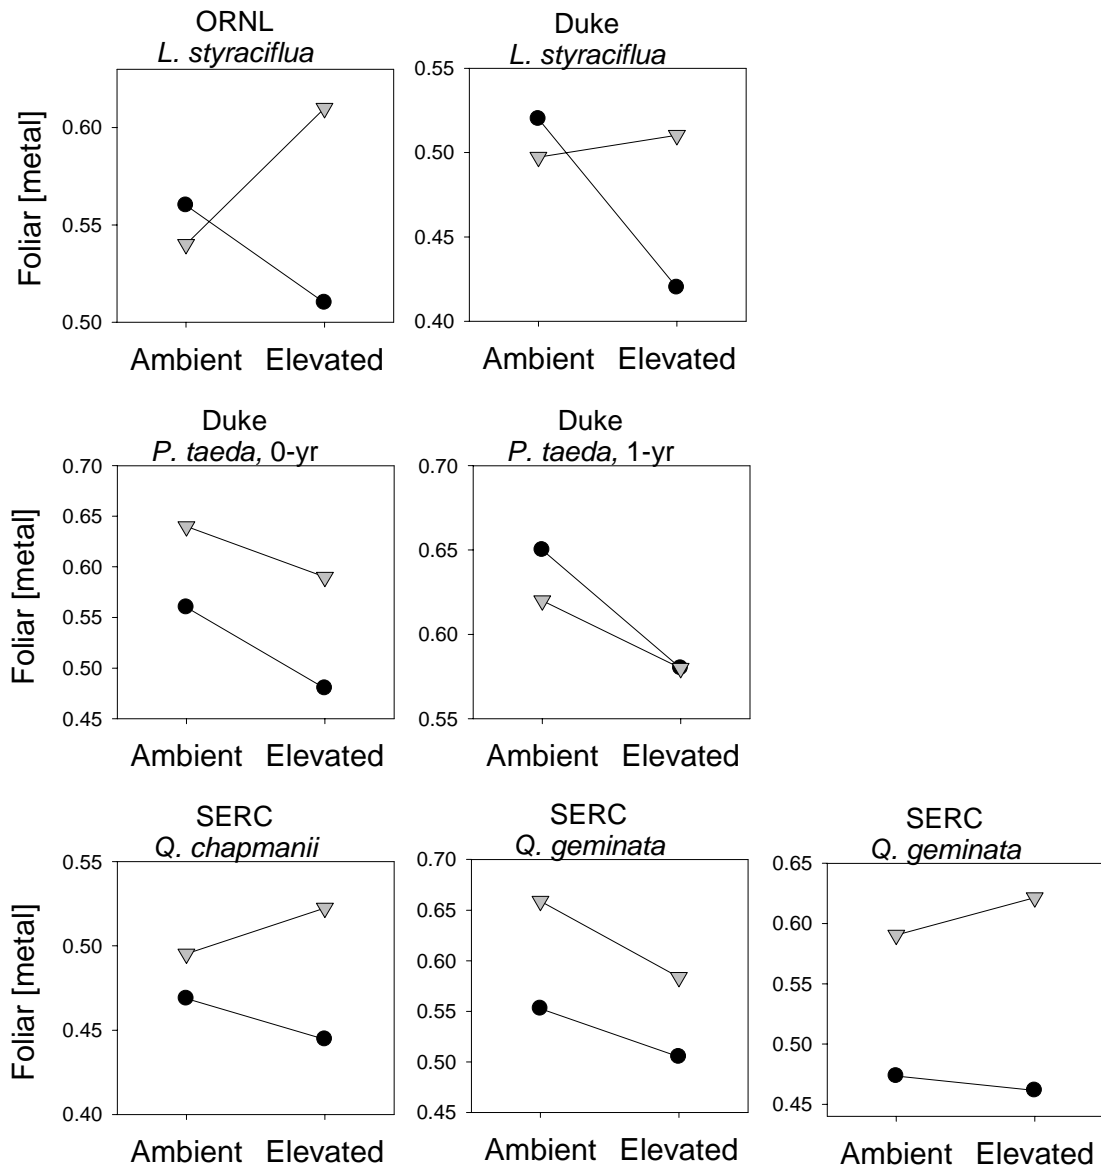 ORNL
L. styraciflua
Duke
L. styraciflua
Foliar [metal]
0.60
0.55
0.50
0.55
0.50
0.45
0.40
Ambient Elevated
Ambient Elevated
Duke
P. taeda, 0-yr
Duke
P. taeda, 1-yr
Foliar [metal]
0.70
0.65
0.60
0.55
0.50
0.45
0.70
0.65
0.60
0.55
Ambient Elevated
Ambient Elevated
SERC
Q. chapmanii
SERC
Q. geminata
SERC
Q. geminata
Foliar [metal]
0.55
0.50
0.45
0.40
0.70
0.65
0.60
0.55
0.50
0.45
0.65
0.60
0.55
0.50
0.45
Ambient Elevated
Ambient Elevated
Ambient Elevated